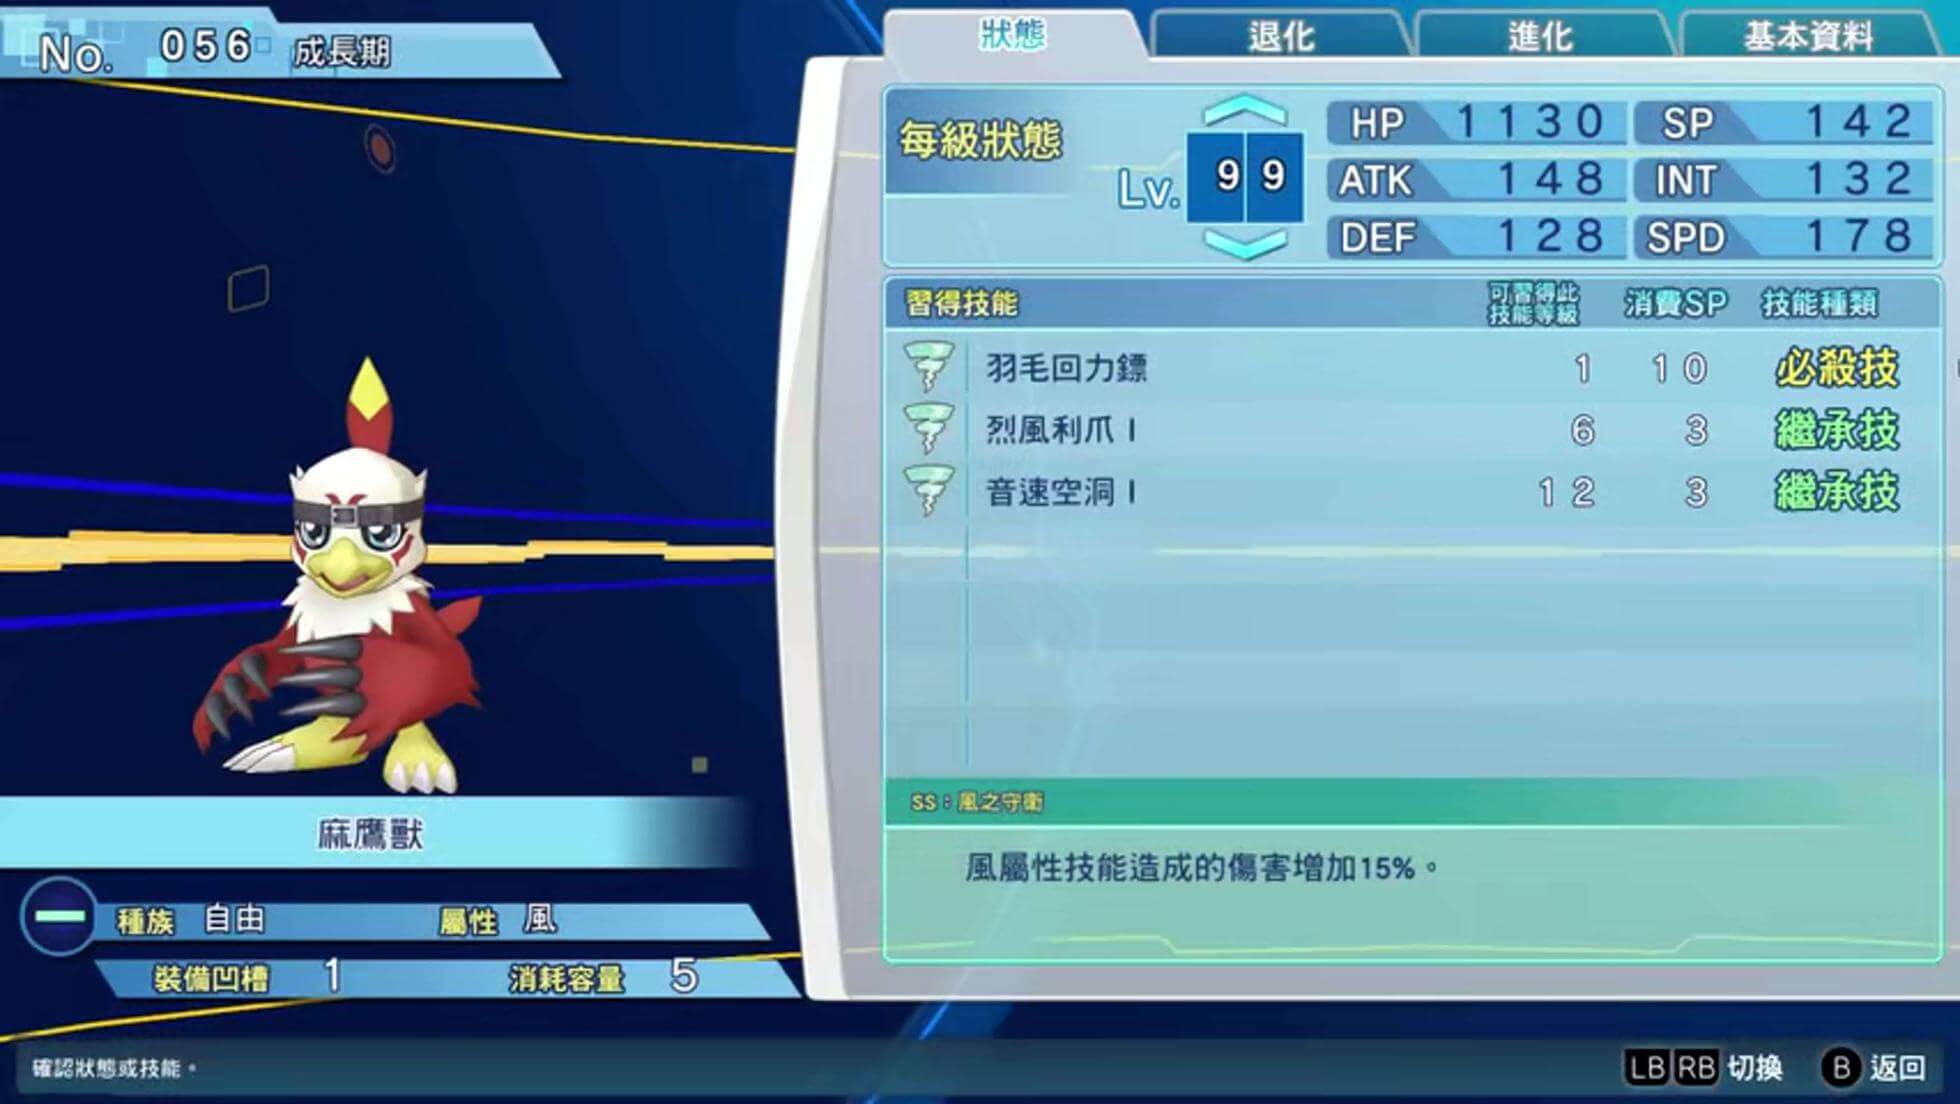 No. 056 成長期
狀態 退化 進化 基本資料
每級狀態
Lv. 99
HP 1130 SP 142
ATK 148 INT 132
DEF 128 SPD 178
習得技能 可習得此技能等級 消費SP 技能種類
羽毛回力鏢 1 10 必殺技
烈風利爪 I 6 3 繼承技
音速空洞 I 12 3 繼承技
SS：風之守衛
風屬性技能造成的傷害增加15%。
麻鷹獸
種族 自由 屬性 風
裝備凹槽 1 消耗容量 5
確認狀態或技能。
LB RB 切換 B 返回